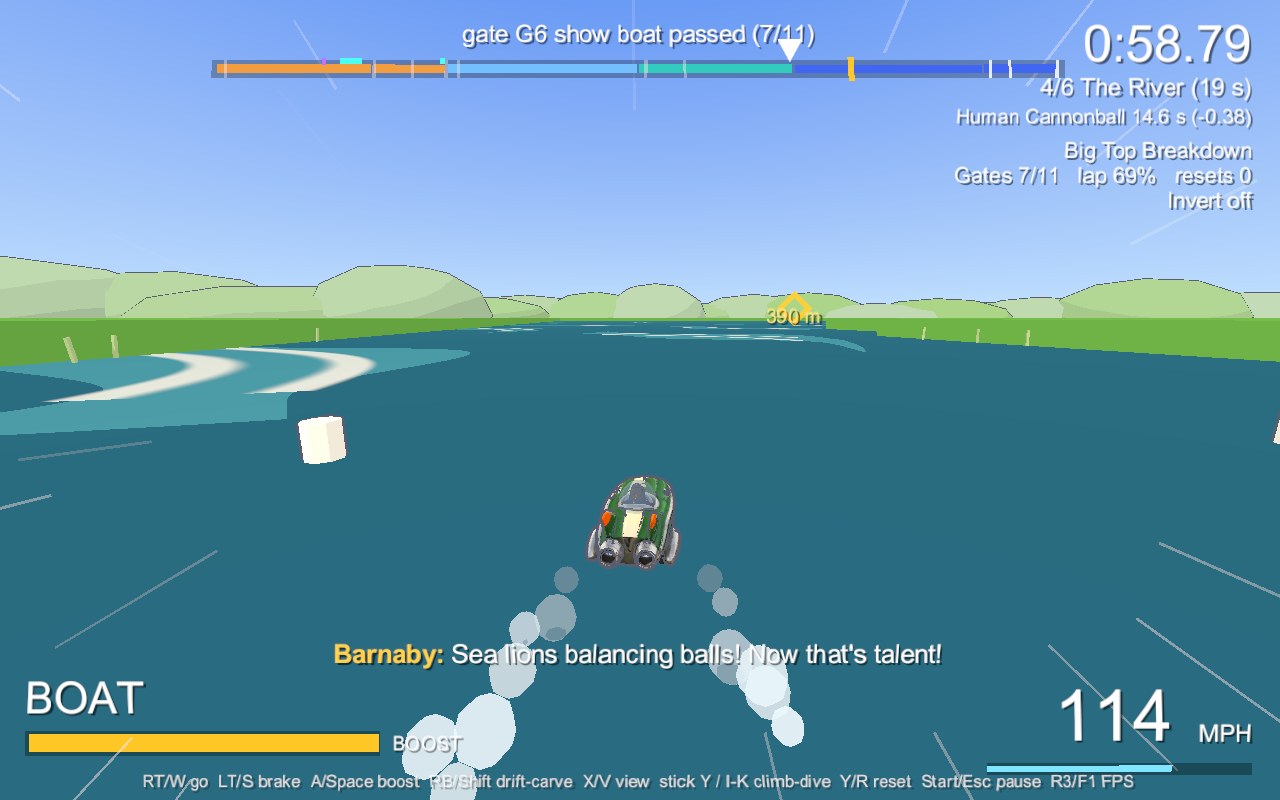 gate G6 show boat passed (7/11)
0:58.79
4/6 The River (19 s)
Human Cannonball 14.6 s (-0.38)
Big Top Breakdown
Gates 7/11 lap 69% resets 0
Invert off
390 m
Barnaby: Sea lions balancing balls! Now that's talent!
BOAT
BOOST
114 MPH
RT/W go LT/S brake A/Space boost RB/Shift drift-carve X/V view stick Y / I-K climb-dive Y/R reset Start/Esc pause R3/F1 FPS